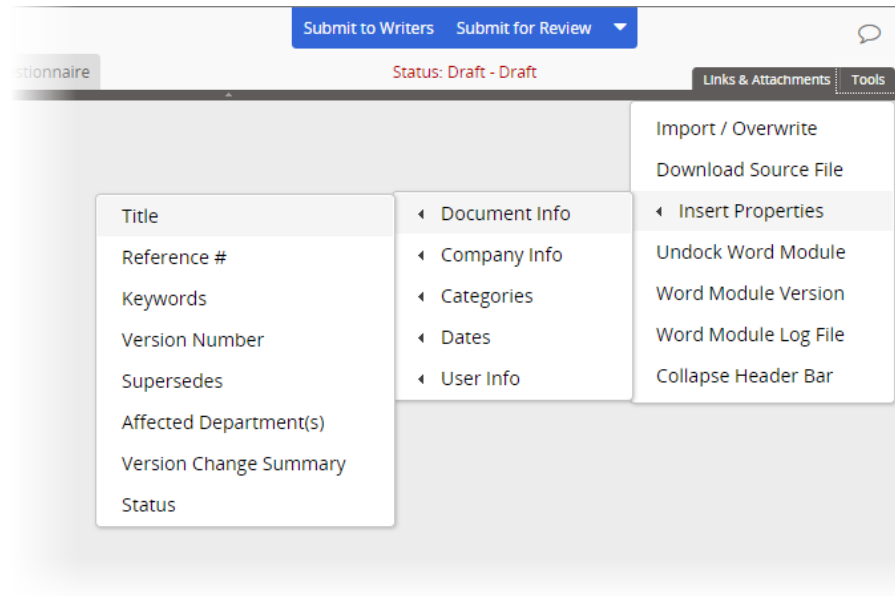 Submit to Writers Submit for Review
stionnaire
Status: Draft - Draft
Links & Attachments Tools
Import / Overwrite
Download Source File
Insert Properties
Undock Word Module
Word Module Version
Word Module Log File
Collapse Header Bar
Document Info
Company Info
Categories
Dates
User Info
Title
Reference #
Keywords
Version Number
Supersedes
Affected Department(s)
Version Change Summary
Status